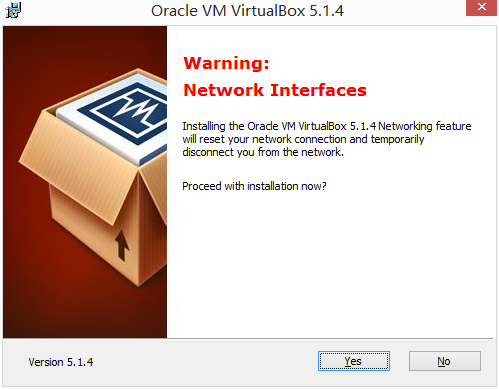 Oracle VM VirtualBox 5.1.4
Warning:
Network Interfaces
Installing the Oracle VM VirtualBox 5.1.4 Networking feature
will reset your network connection and temporarily
disconnect you from the network.
Proceed with installation now?
Version 5.1.4
Yes
No